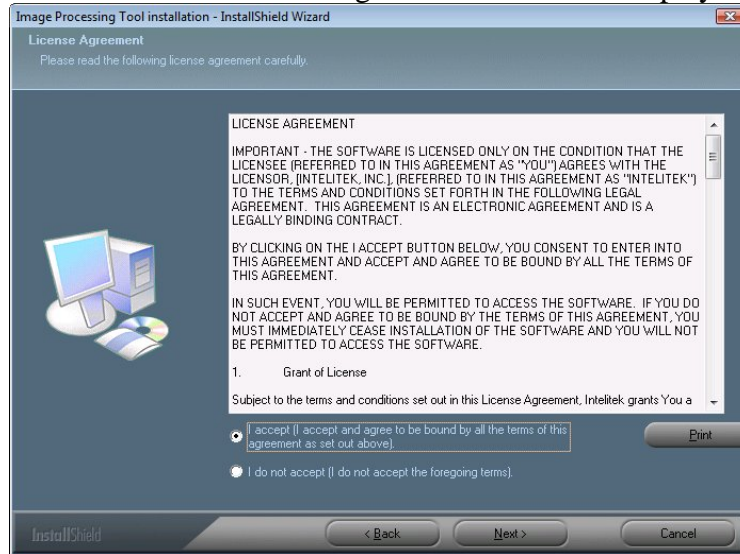 Image Processing Tool installation - InstallShield Wizard
License Agreement
Please read the following license agreement carefully.
LICENSE AGREEMENT
IMPORTANT - THE SOFTWARE IS LICENSED ONLY ON THE CONDITION THAT THE
LICENSEE (REFERRED TO IN THIS AGREEMENT AS "YOU") AGREES WITH THE
LICENSOR, [INTELITEK, INC.], (REFERRED TO IN THIS AGREEMENT AS "INTELITEK")
TO THE TERMS AND CONDITIONS SET FORTH IN THE FOLLOWING LEGAL
AGREEMENT. THIS AGREEMENT IS AN ELECTRONIC AGREEMENT AND IS A
LEGALLY BINDING CONTRACT.
BY CLICKING ON THE I ACCEPT BUTTON BELOW, YOU CONSENT TO ENTER INTO
THIS AGREEMENT AND ACCEPT AND AGREE TO BE BOUND BY ALL THE TERMS OF
THIS AGREEMENT.
IN SUCH EVENT, YOU WILL BE PERMITTED TO ACCESS THE SOFTWARE. IF YOU DO
NOT ACCEPT AND AGREE TO BE BOUND BY THE TERMS OF THIS AGREEMENT, YOU
MUST IMMEDIATELY CEASE INSTALLATION OF THE SOFTWARE AND YOU WILL NOT
BE PERMITTED TO ACCESS THE SOFTWARE.
1. Grant of License
Subject to the terms and conditions set out in this License Agreement, Intelitek grants You a
I accept (I accept and agree to be bound by all the terms of this
agreement as set out above).
Print
I do not accept (I do not accept the foregoing terms).
InstallShield
< Back
Next >
Cancel